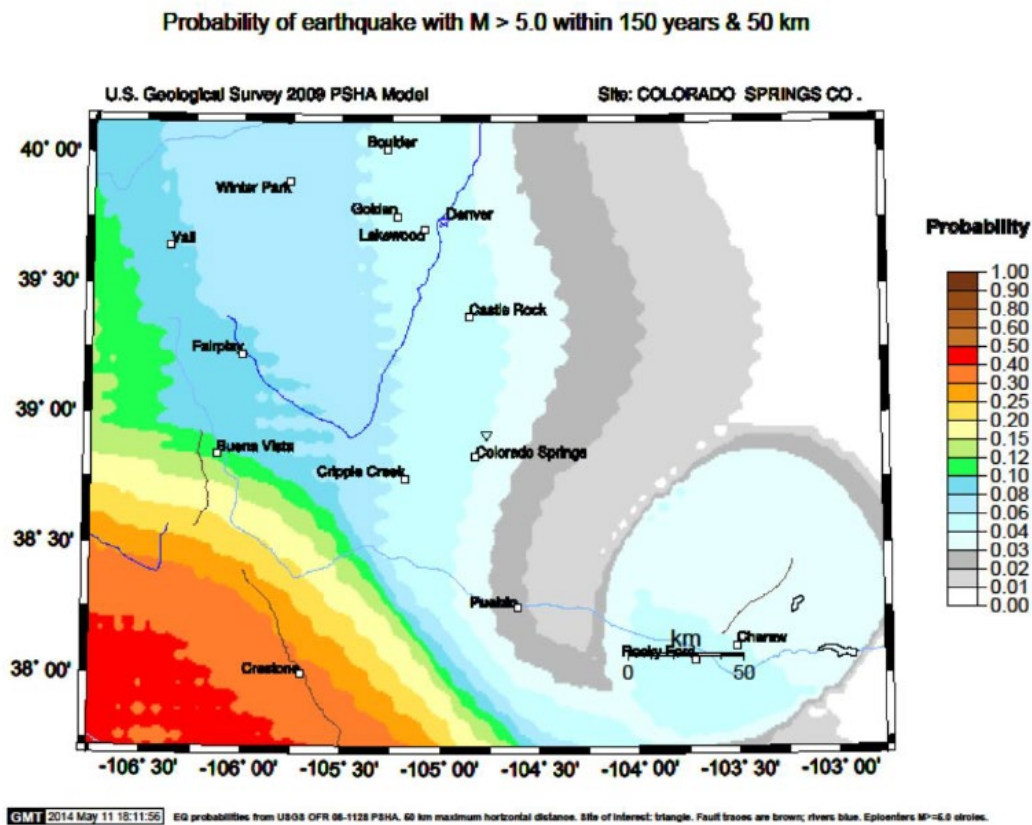 Probability of earthquake with M > 5.0 within 150 years & 50 km
U.S. Geological Survey 2009 PSHA Model Site: COLORADO SPRINGS CO .
40° 00'
39° 30'
39° 00'
38° 30'
38° 00'
Boulder
Winter Park
Golden
Denver
Lakewood
Vail
Castle Rock
Fairplay
Buena Vista
Colorado Springs
Cripple Creek
Pueblo
km
Cheraw
Rocky Ford
0 50
Crestone
-106° 30' -106° 00' -105° 30' -105° 00' -104° 30' -104° 00' -103° 30' -103° 00'
Probability
1.00
0.90
0.80
0.60
0.50
0.40
0.30
0.25
0.20
0.15
0.12
0.10
0.08
0.06
0.04
0.03
0.02
0.01
0.00
GMT 2014 May 11 18:11:56 EQ probabilities from USGS OFR 08-1128 PSHA. 50 km maximum horizontal distance. Site of interest: triangle. Fault traces are brown; rivers blue. Epicenters M>=6.0 circles.